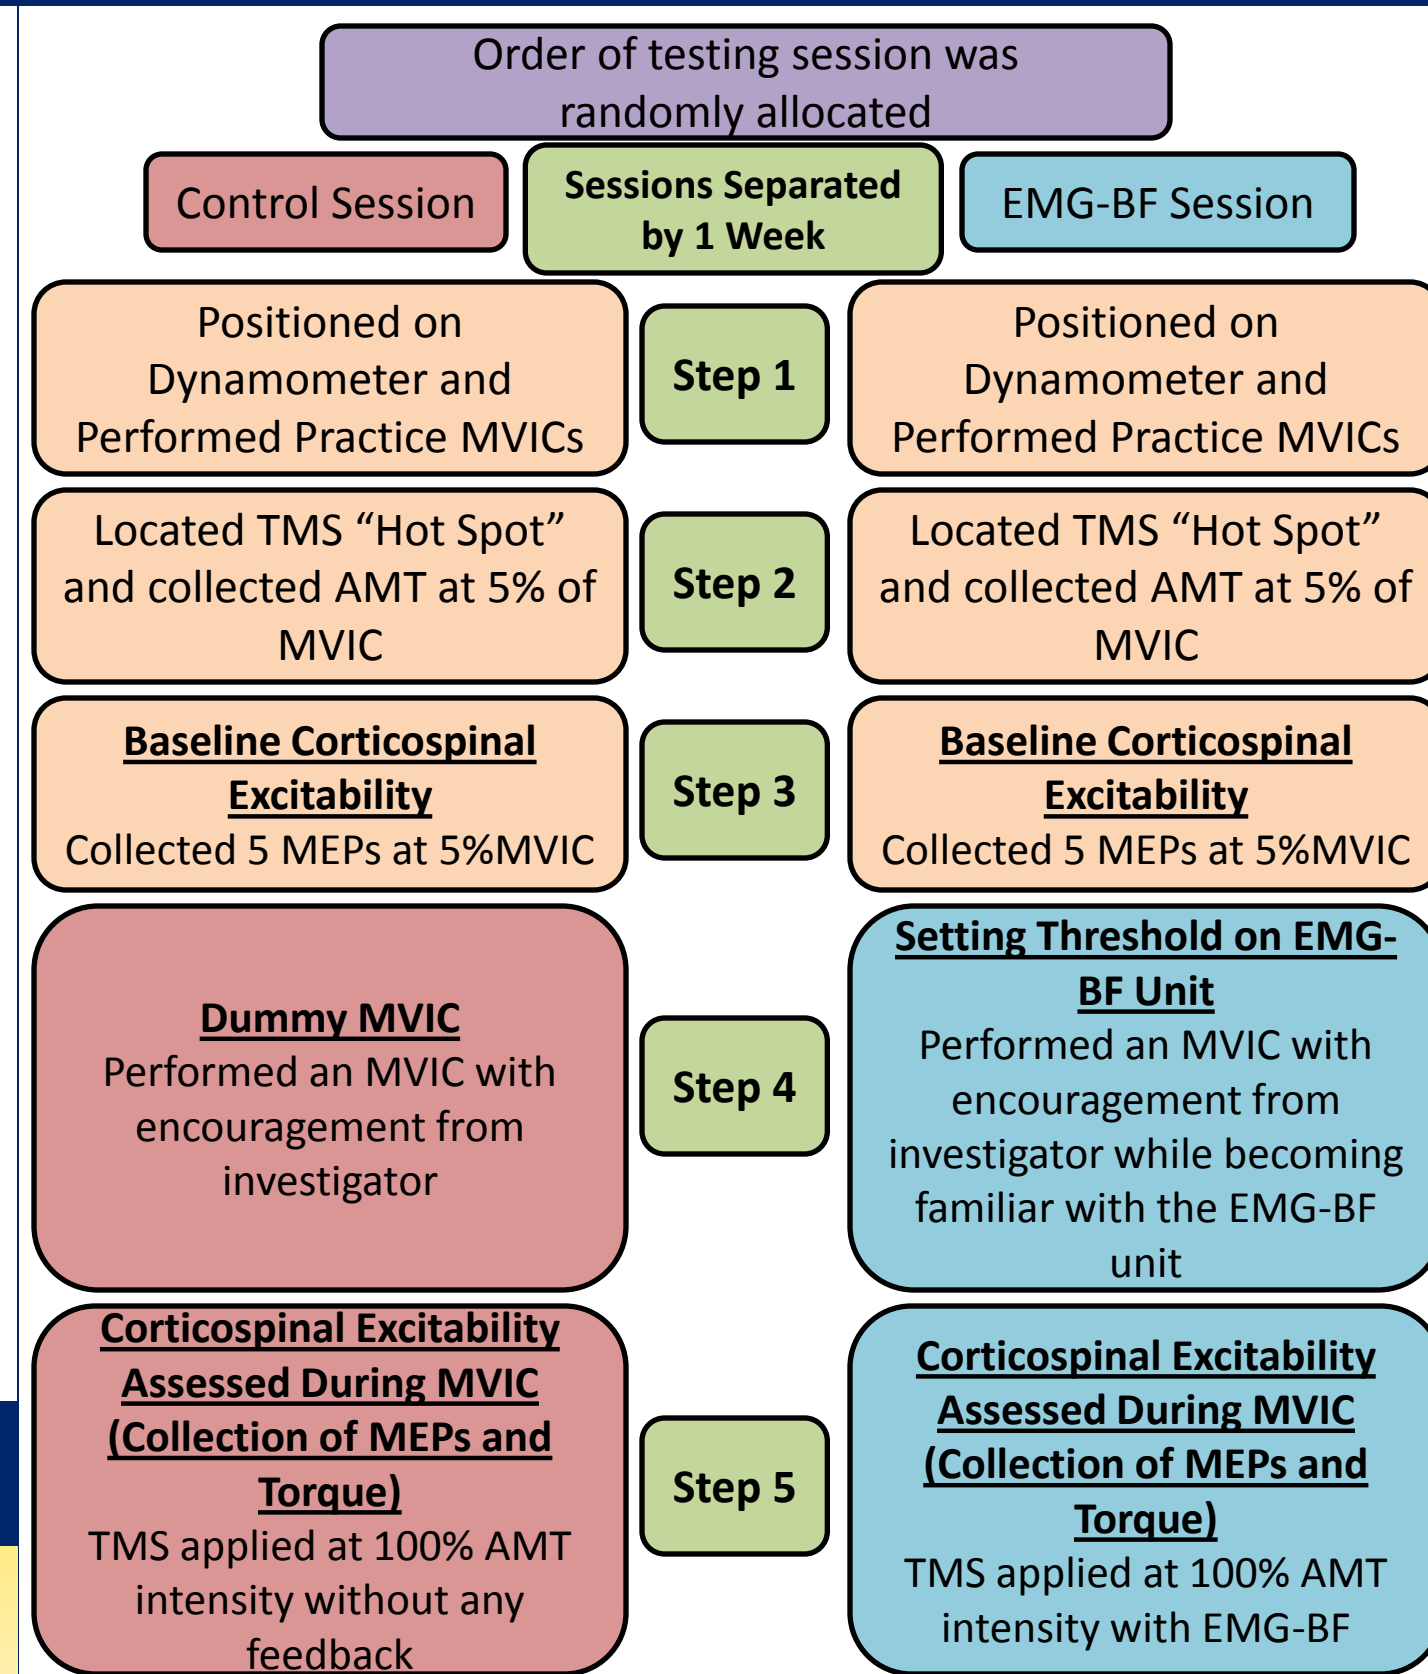 Order of testing session was
randomly allocated
Control Session
Sessions Separated
by 1 Week
EMG-BF Session
Positioned on
Dynamometer and
Performed Practice MVICs
Step 1
Positioned on
Dynamometer and
Performed Practice MVICs
Located TMS “Hot Spot”
and collected AMT at 5% of
MVIC
Step 2
Located TMS “Hot Spot”
and collected AMT at 5% of
MVIC
Baseline Corticospinal
Excitability
Collected 5 MEPs at 5%MVIC
Step 3
Baseline Corticospinal
Excitability
Collected 5 MEPs at 5%MVIC
Dummy MVIC
Performed an MVIC with
encouragement from
investigator
Step 4
Setting Threshold on EMG-
BF Unit
Performed an MVIC with
encouragement from
investigator while becoming
familiar with the EMG-BF
unit
Corticospinal Excitability
Assessed During MVIC
(Collection of MEPs and
Torque)
TMS applied at 100% AMT
intensity without any
feedback
Step 5
Corticospinal Excitability
Assessed During MVIC
(Collection of MEPs and
Torque)
TMS applied at 100% AMT
intensity with EMG-BF